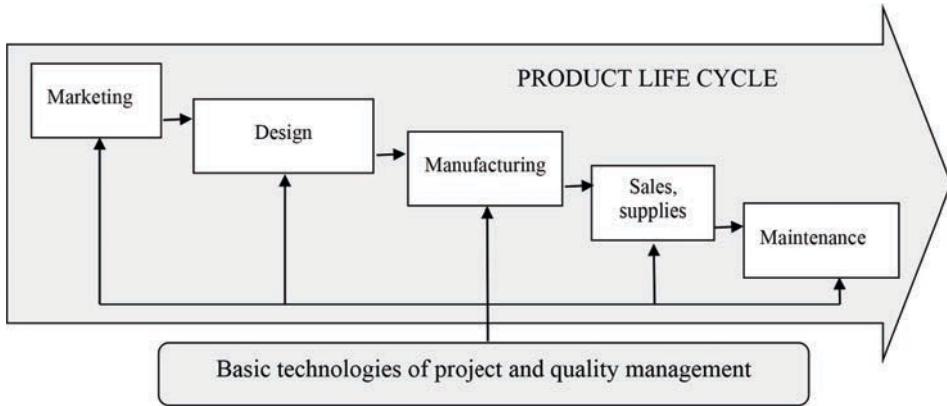 PRODUCT LIFE CYCLE
Marketing
Design
Manufacturing
Sales,
supplies
Maintenance
Basic technologies of project and quality management